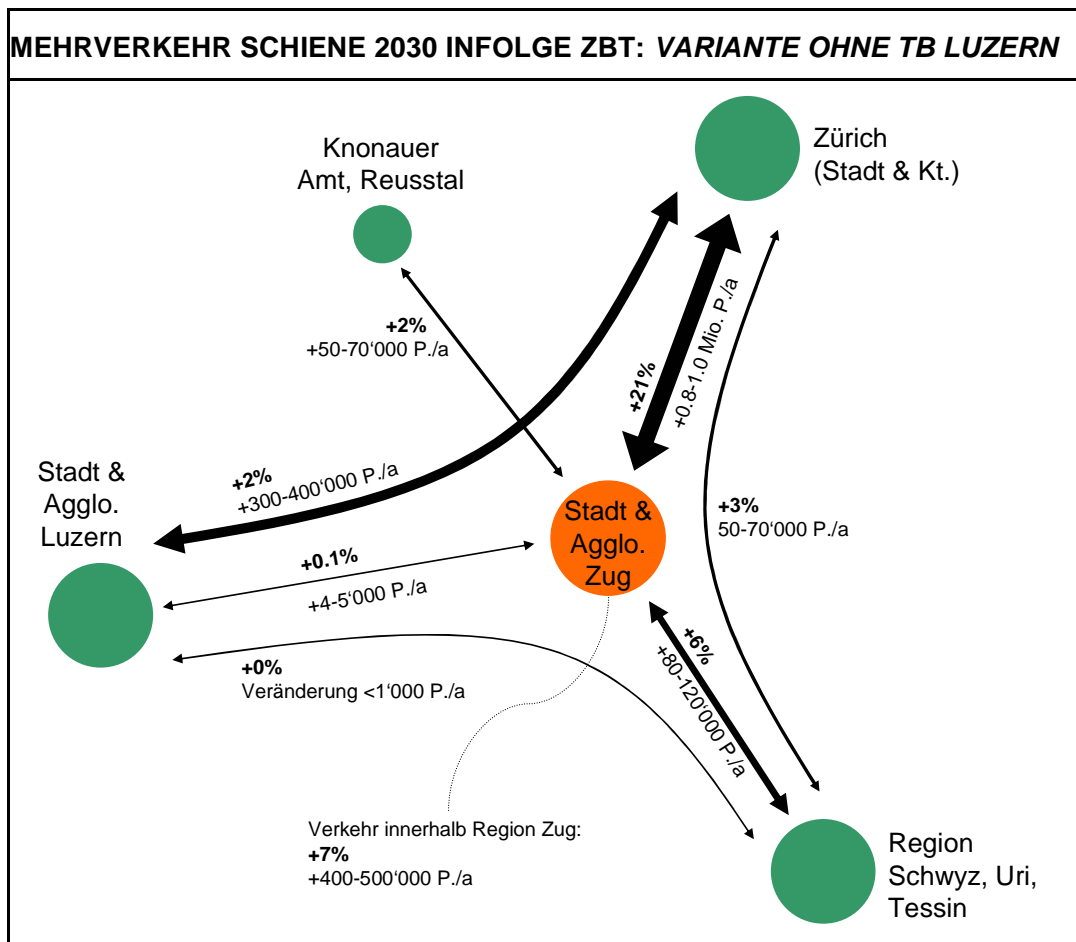 MEHRVERKEHR SCHIENE 2030 INFOLGE ZBT: VARIANTE OHNE TB LUZERN
Zürich
(Stadt & Kt.)
Knonauer
Amt, Reusstal
+2%
+50-70‘000 P./a
+21%
+0.8-1.0 Mio. P./a
Stadt &
Agglo.
Luzern
+2%
+300-400‘000 P./a
Stadt &
Agglo.
Zug
+3%
50-70‘000 P./a
+0.1%
+4-5‘000 P./a
+0%
Veränderung <1‘000 P./a
+6%
+80-120‘000 P./a
Verkehr innerhalb Region Zug:
+7%
+400-500‘000 P./a
Region
Schwyz, Uri,
Tessin